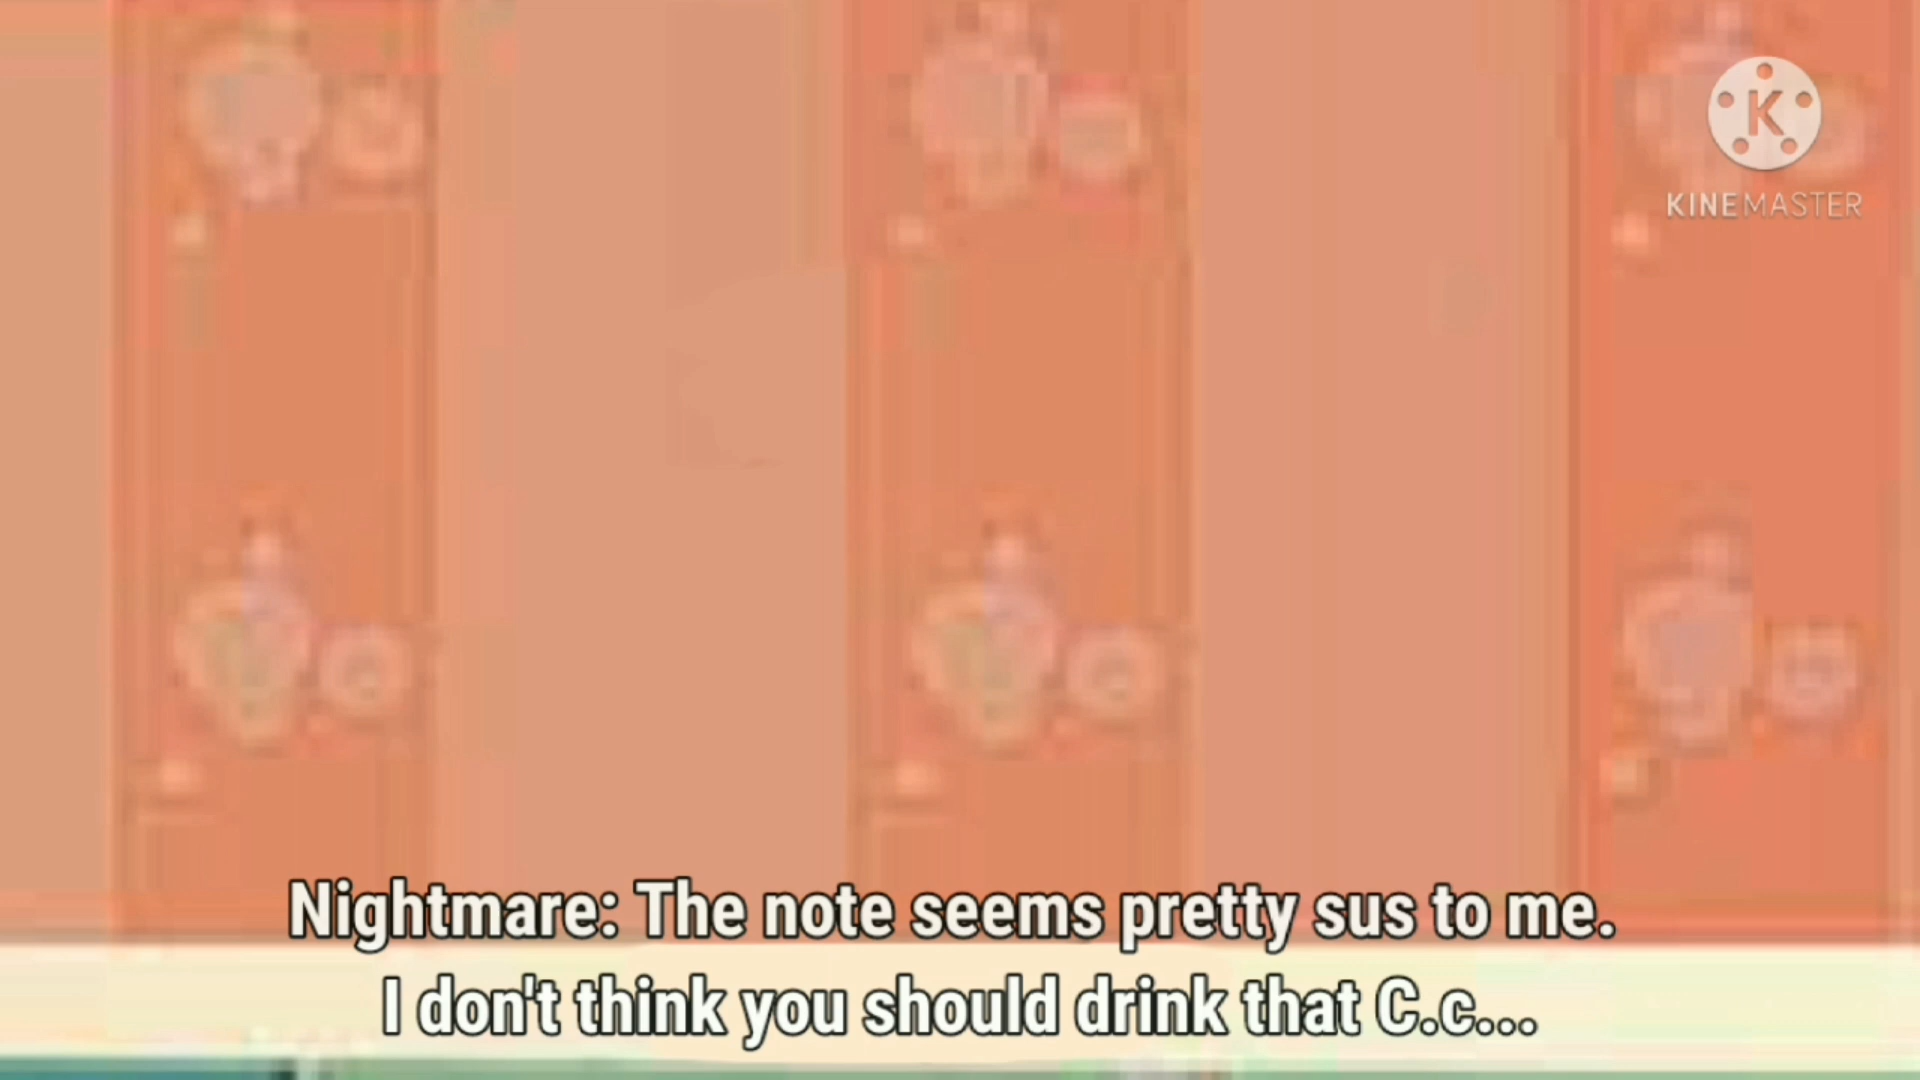 K
KINEMASTER
Nightmare: The note seems pretty sus to me.
I don't think you should drink that C.c...